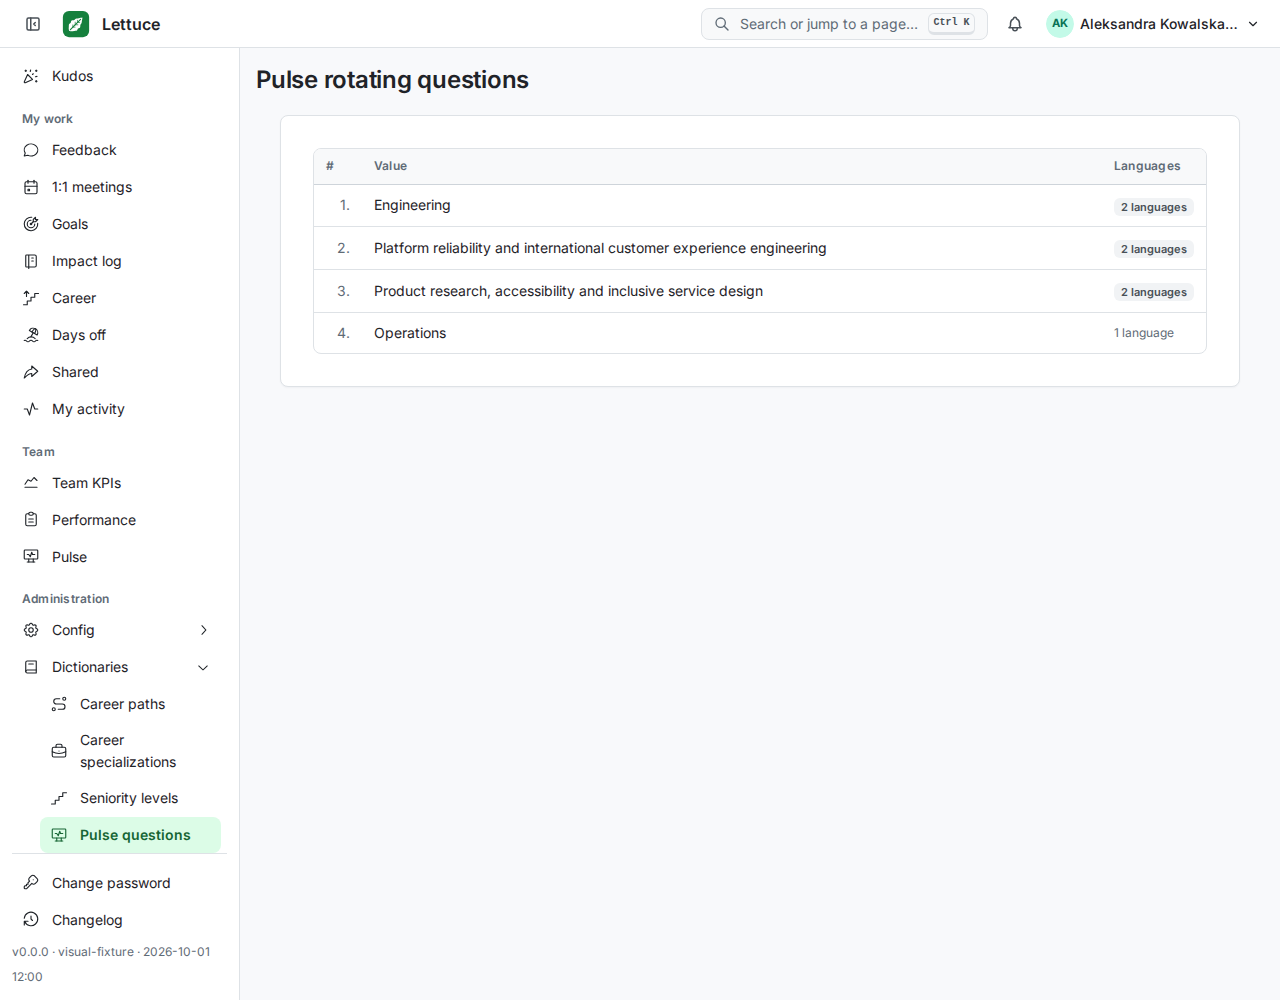 Lettuce
Search or jump to a page...
Ctrl K
AK
Aleksandra Kowalska...
Kudos
My work
Feedback
1:1 meetings
Goals
Impact log
Career
Days off
Shared
My activity
Team
Team KPIs
Performance
Pulse
Administration
Config
Dictionaries
Career paths
Career
specializations
Seniority levels
Pulse questions
Change password
Changelog
v0.0.0 · visual-fixture · 2026-10-01
12:00
Pulse rotating questions
# Value Languages
1. Engineering 2 languages
2. Platform reliability and international customer experience engineering 2 languages
3. Product research, accessibility and inclusive service design 2 languages
4. Operations 1 language